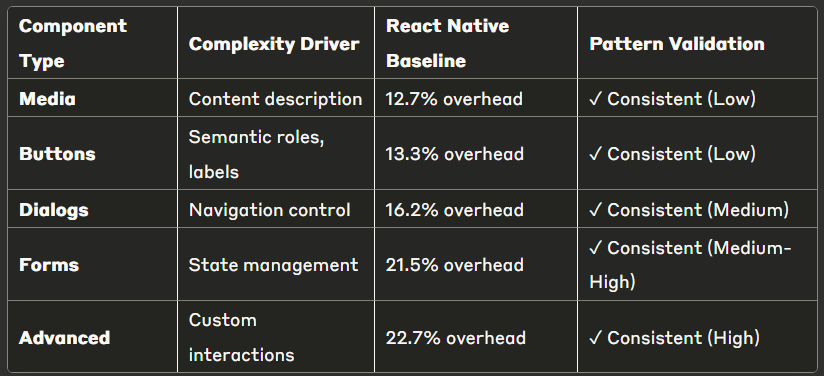 Component Type | Complexity Driver | React Native Baseline | Pattern Validation
Media | Content description | 12.7% overhead | ✓ Consistent (Low)
Buttons | Semantic roles, labels | 13.3% overhead | ✓ Consistent (Low)
Dialogs | Navigation control | 16.2% overhead | ✓ Consistent (Medium)
Forms | State management | 21.5% overhead | ✓ Consistent (Medium-High)
Advanced | Custom interactions | 22.7% overhead | ✓ Consistent (High)